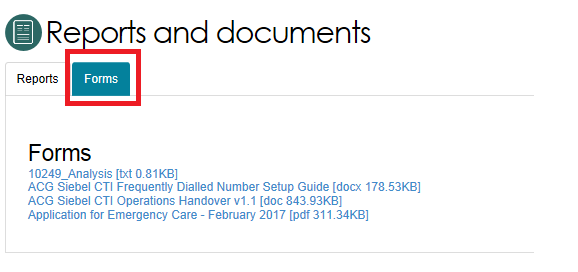 Reports and documents
Reports Forms
Forms
10249_Analysis [txt 0.81KB]
ACG Siebel CTI Frequently Dialled Number Setup Guide [docx 178.53KB]
ACG Siebel CTI Operations Handover v1.1 [doc 843.93KB]
Application for Emergency Care - February 2017 [pdf 311.34KB]